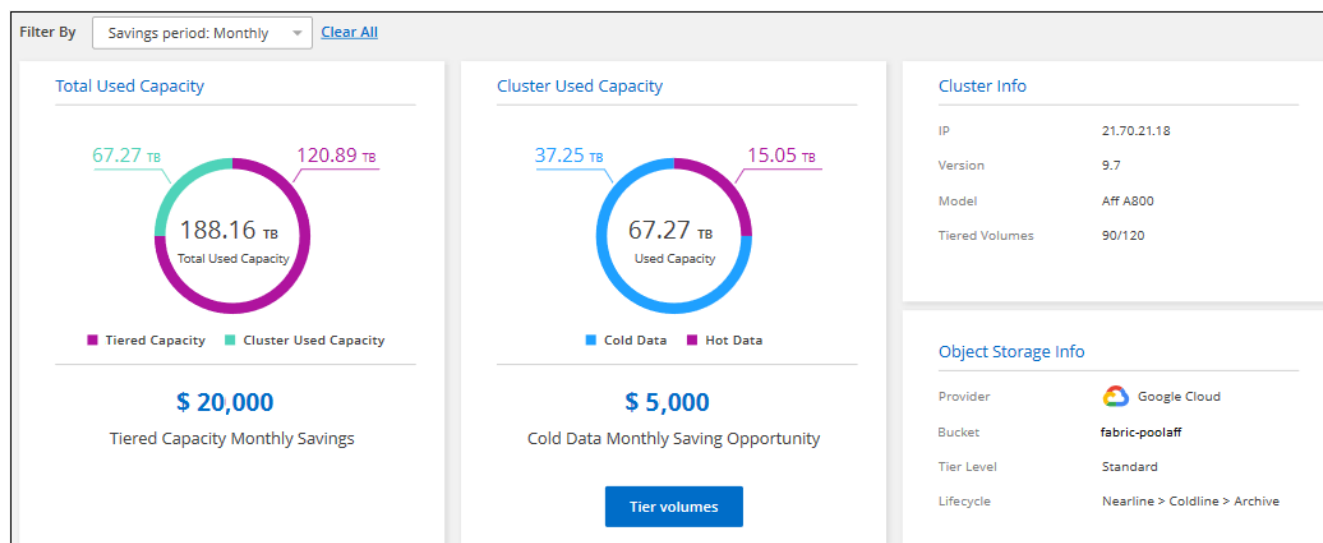 Filter By Savings period: Monthly Clear All
Total Used Capacity
67.27 TB 120.89 TB
188.16 TB
Total Used Capacity
Tiered Capacity Cluster Used Capacity
$ 20,000
Tiered Capacity Monthly Savings
Cluster Used Capacity
37.25 TB 15.05 TB
67.27 TB
Used Capacity
Cold Data Hot Data
$ 5,000
Cold Data Monthly Saving Opportunity
Tier volumes
Cluster Info
IP 21.70.21.18
Version 9.7
Model Aff A800
Tiered Volumes 90/120
Object Storage Info
Provider Google Cloud
Bucket fabric-poolaff
Tier Level Standard
Lifecycle Nearline > Coldline > Archive